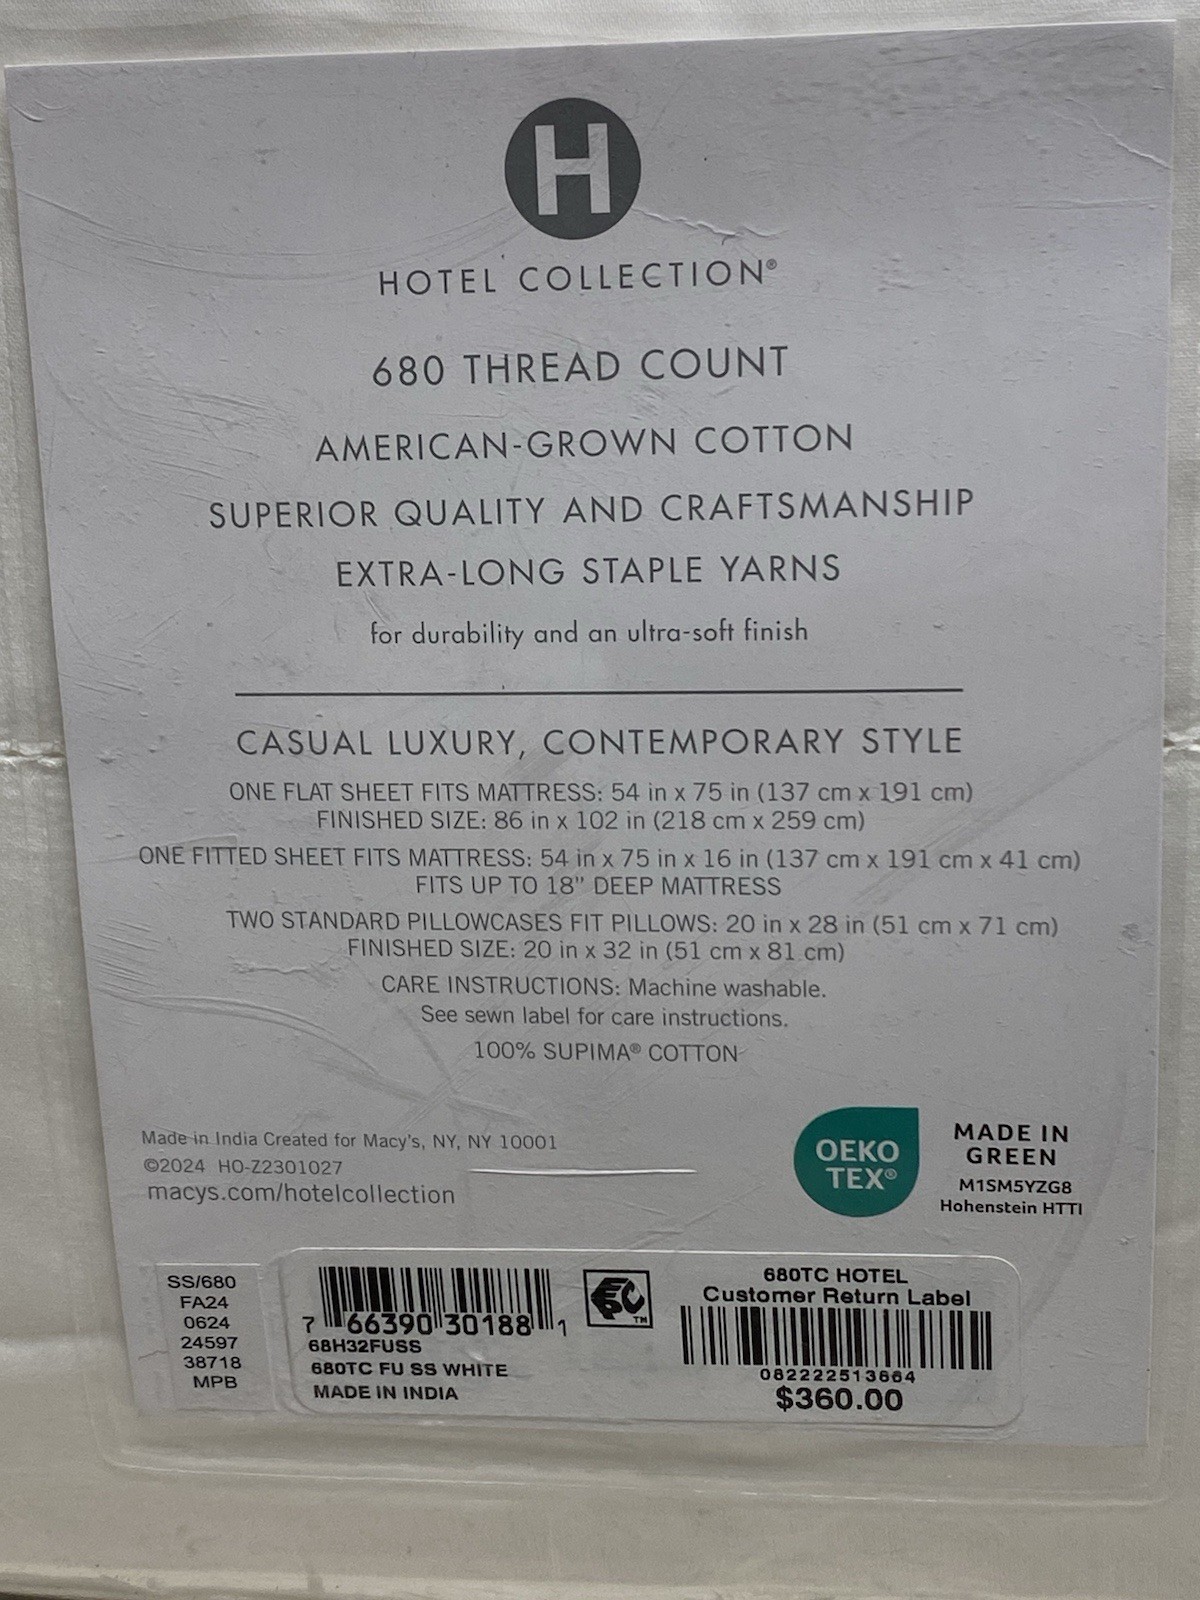 H
HOTEL COLLECTION®
680 THREAD COUNT
AMERICAN-GROWN COTTON
SUPERIOR QUALITY AND CRAFTSMANSHIP
EXTRA-LONG STAPLE YARNS
for durability and an ultra-soft finish
CASUAL LUXURY, CONTEMPORARY STYLE
ONE FLAT SHEET FITS MATTRESS: 54 in x 75 in (137 cm x 191 cm)
FINISHED SIZE: 86 in x 102 in (218 cm x 259 cm)
ONE FITTED SHEET FITS MATTRESS: 54 in x 75 in x 16 in (137 cm x 191 cm x 41 cm)
FITS UP TO 18” DEEP MATTRESS
TWO STANDARD PILLOWCASES FIT PILLOWS: 20 in x 28 in (51 cm x 71 cm)
FINISHED SIZE: 20 in x 32 in (51 cm x 81 cm)
CARE INSTRUCTIONS: Machine washable.
See sewn label for care instructions.
100% SUPIMA® COTTON
Made in India Created for Macy's, NY, NY 10001
©2024 HO-Z2301027
macys.com/hotelcollection
OEKO
TEX®
MADE IN
GREEN
M1SM5YZG8
Hohenstein HTTI
SS/680
FA24
0624
24597
38718
MPB
7 66390 30188 1
68H32FUSS
680TC FU SS WHITE
MADE IN INDIA
EPC TM
680TC HOTEL
Customer Return Label
082222513664
$360.00